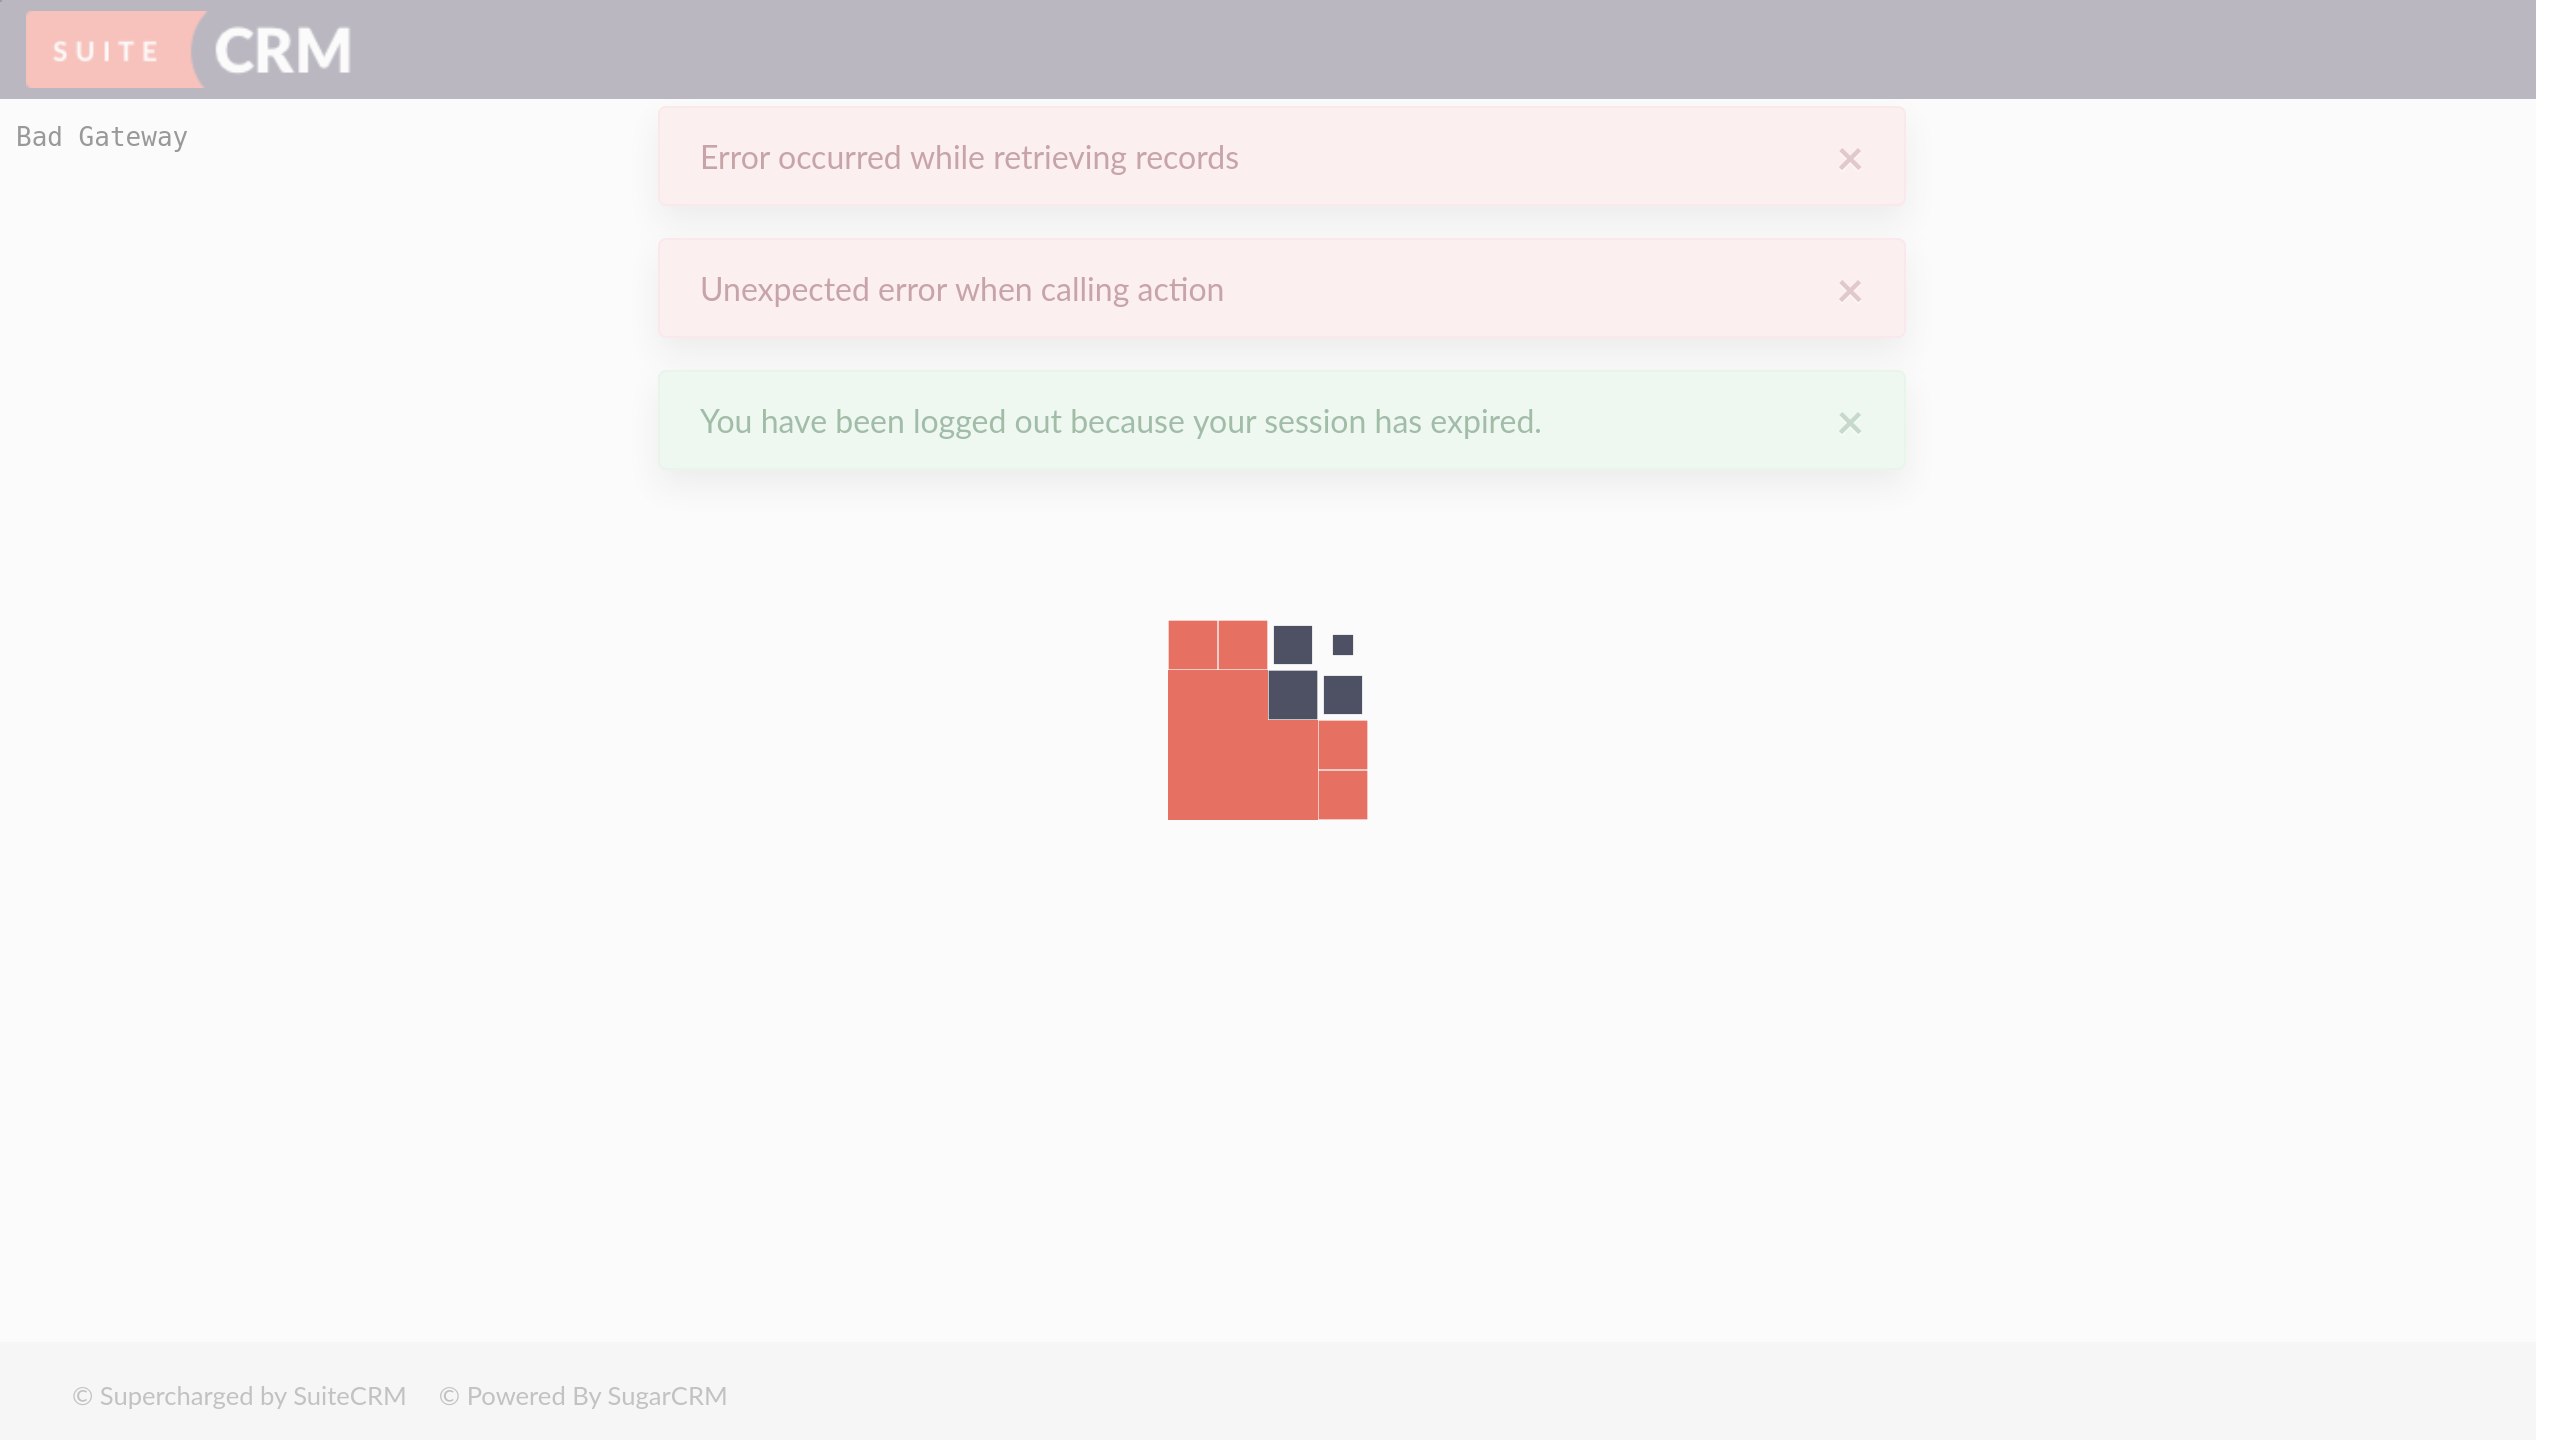 SUITE CRM
Bad Gateway
Error occurred while retrieving records
Unexpected error when calling action
You have been logged out because your session has expired.
© Supercharged by SuiteCRM © Powered By SugarCRM